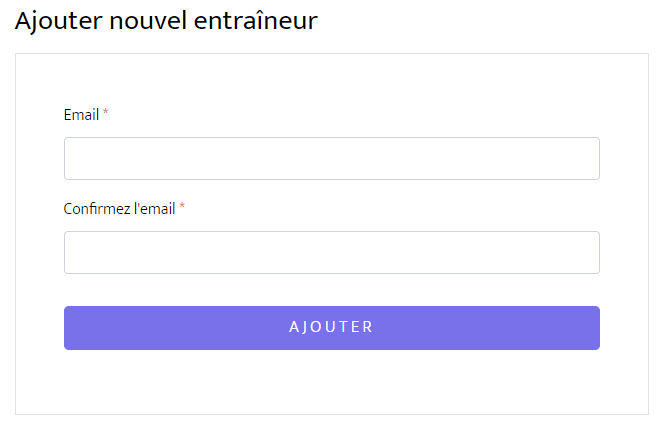 Ajouter nouvel entraîneur
Email *
Confirmez l'email *
AJOUTER